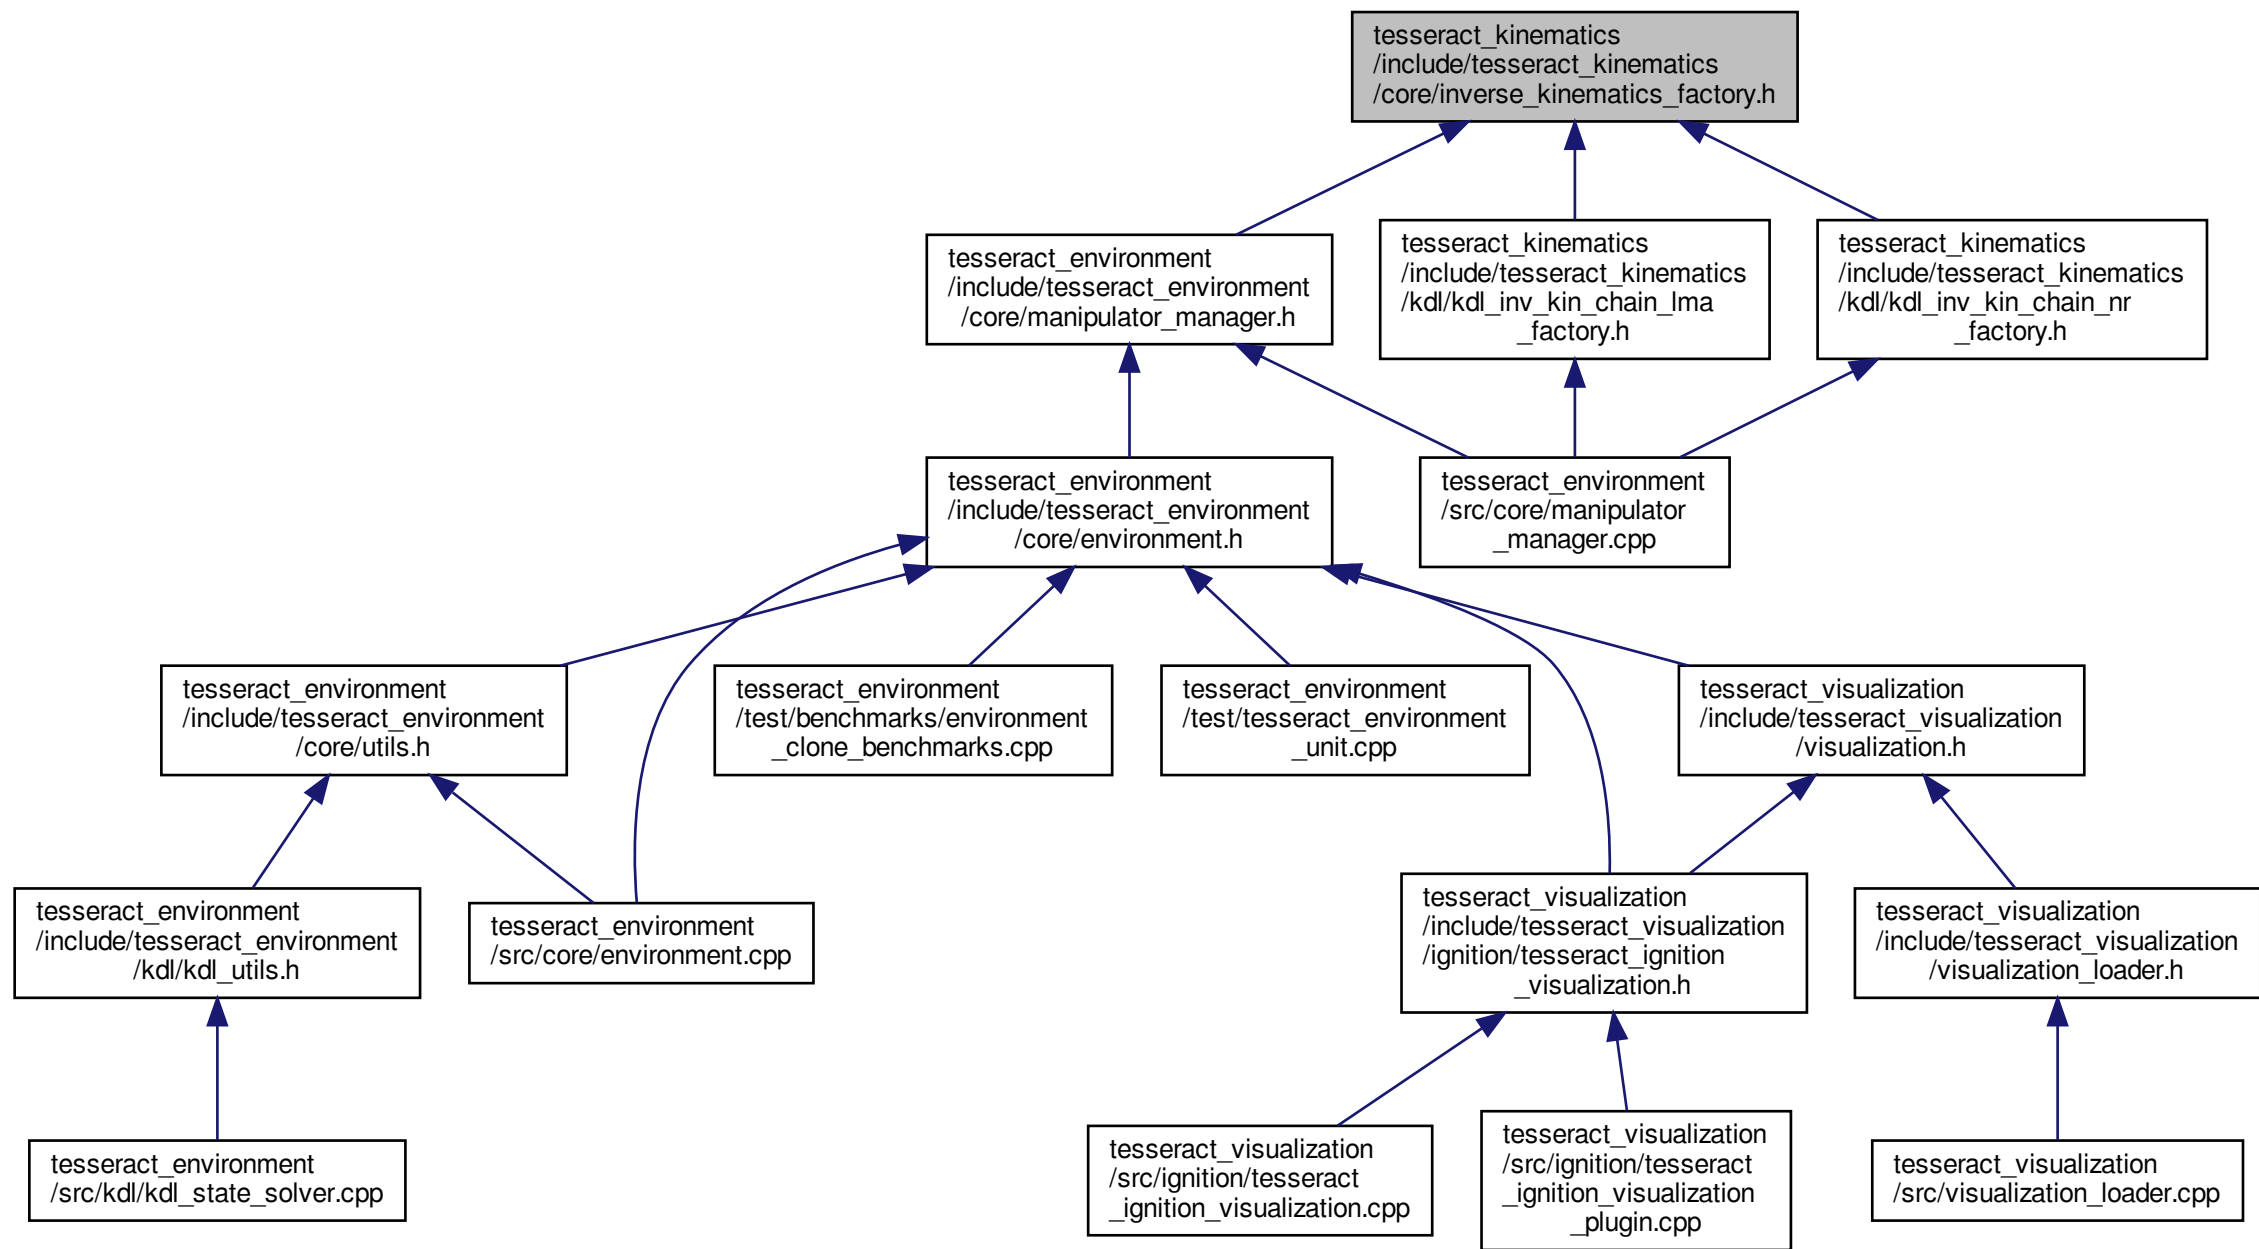 tesseract_kinematics
/include/tesseract_kinematics
/core/inverse_kinematics_factory.h
tesseract_environment
/include/tesseract_environment
/core/manipulator_manager.h
tesseract_kinematics
/include/tesseract_kinematics
/kdl/kdl_inv_kin_chain_lma
_factory.h
tesseract_kinematics
/include/tesseract_kinematics
/kdl/kdl_inv_kin_chain_nr
_factory.h
tesseract_environment
/include/tesseract_environment
/core/environment.h
tesseract_environment
/src/core/manipulator
_manager.cpp
tesseract_environment
/include/tesseract_environment
/core/utils.h
tesseract_environment
/test/benchmarks/environment
_clone_benchmarks.cpp
tesseract_environment
/test/tesseract_environment
_unit.cpp
tesseract_visualization
/include/tesseract_visualization
/visualization.h
tesseract_environment
/include/tesseract_environment
/kdl/kdl_utils.h
tesseract_environment
/src/core/environment.cpp
tesseract_visualization
/include/tesseract_visualization
/ignition/tesseract_ignition
_visualization.h
tesseract_visualization
/include/tesseract_visualization
/visualization_loader.h
tesseract_environment
/src/kdl/kdl_state_solver.cpp
tesseract_visualization
/src/ignition/tesseract
_ignition_visualization.cpp
tesseract_visualization
/src/ignition/tesseract
_ignition_visualization
_plugin.cpp
tesseract_visualization
/src/visualization_loader.cpp